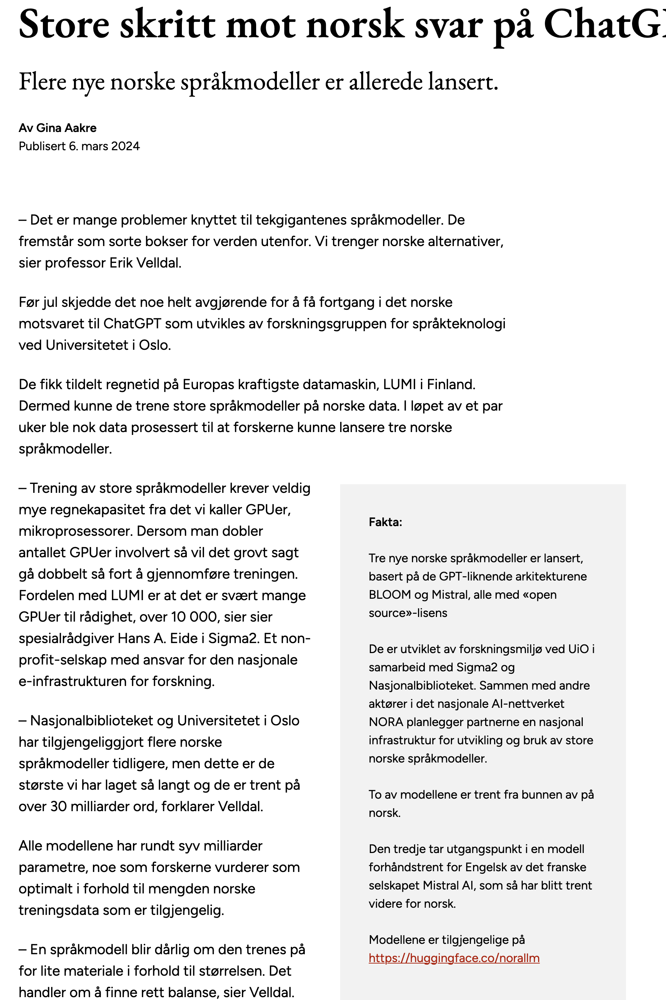 Store skritt mot norsk svar på
Flere nye norske språkmodeller er allerede lansert.
Av Gina Aakre
Publisert 6. mars 2024
– Det er mange problemer knyttet til tekgigantenes språkmodeller. De
fremstår som sorte bokser for verden utenfor. Vi trenger norske alternativer,
sier professor Erik Velldal.
Før jul skjedde det noe helt avgjørende for å få fortgang i det norske
motsvaret til ChatGPT som utvikles av forskningsgruppen for språkteknologi
ved Universitetet i Oslo.
De fikk tildelt regnetid på Europas kraftigste datamaskin, LUMI i Finland.
Dermed kunne de trene store språkmodeller på norske data. I løpet av et par
uker ble nok data prosessert til at forskerne kunne lansere tre norske
språkmodeller.
– Trening av store språkmodeller krever veldig
mye regnekapasitet fra det vi kaller GPUer,
mikroprosessorer. Dersom man dobler
antallet GPUer involvert så vil det grovt sagt
gå dobbelt så fort å gjennomføre treningen.
Fordelen med LUMI er at det er svært mange
GPUer til rådighet, over 10 000, sier sier
spesialrådgiver Hans A. Eide i Sigma2. Et non-
profit-selskap med ansvar for den nasjonale
e-infrastrukturen for forskning.
– Nasjonalbiblioteket og Universitetet i Oslo
har tilgjengeliggjort flere norske
språkmodeller tidligere, men dette er de
største vi har laget så langt og de er trent på
over 30 milliarder ord, forklarer Velldal.
Alle modellene har rundt syv milliarder
parametre, noe som forskerne vurderer som
optimalt i forhold til mengden norske
treningsdata som er tilgjengelig.
– En språkmodell blir dårlig om den trenes på
for lite materiale i forhold til størrelsen. Det
handler om å finne rett balanse, sier Velldal.
Fakta:
Tre nye norske språkmodeller er lansert,
basert på de GPT-liknende arkitekturene
BLOOM og Mistral, alle med «open
source»-lisens
De er utviklet av forskningsmiljø ved UiO i
samarbeid med Sigma2 og
Nasjonalbiblioteket. Sammen med andre
aktører i det nasjonale AI-nettverket
NORA planlegger partnerne en nasjonal
infrastruktur for utvikling og bruk av store
norske språkmodeller.
To av modellene er trent fra bunnen av på
norsk.
Den tredje tar utgangspunkt i en modell
forhåndstrent for Engelsk av det franske
selskapet Mistral AI, som så har blitt trent
videre for norsk.
Modellene er tilgjengelige på
https://huggingface.co/norallm